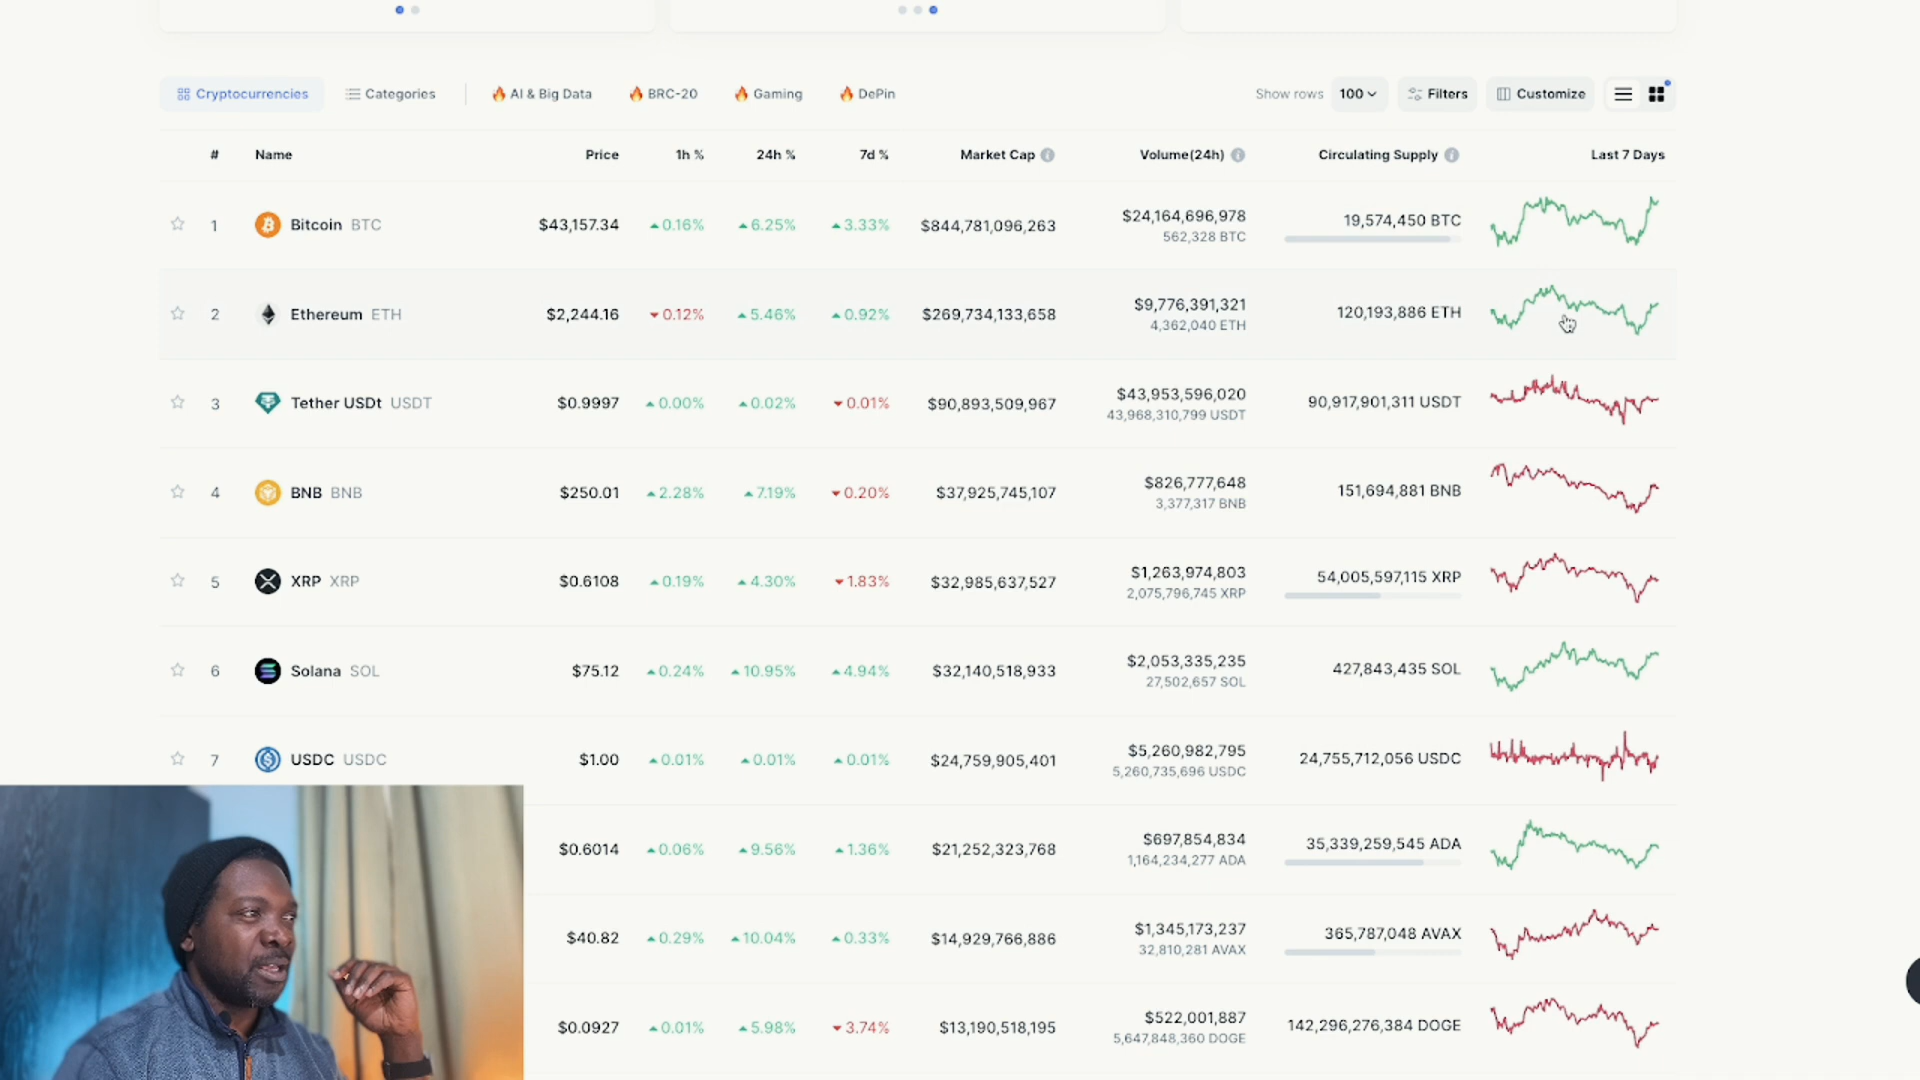 Cryptocurrencies Categories AI & Big Data BRC-20 Gaming DePin Show rows 100 Filters Customize
# Name Price 1h % 24h % 7d % Market Cap Volume(24h) Circulating Supply Last 7 Days
1 Bitcoin BTC $43,157.34 0.16% 6.25% 3.33% $844,781,096,263 $24,164,696,978 19,574,450 BTC
562,328 BTC
2 Ethereum ETH $2,244.16 0.12% 5.46% 0.92% $269,734,133,658 $9,776,391,321 120,193,886 ETH
4,362,040 ETH
3 Tether USDt USDT $0.9997 0.00% 0.02% 0.01% $90,893,509,967 $43,953,596,020 90,917,901,311 USDT
43,968,310,799 USDT
4 BNB BNB $250.01 2.28% 7.19% 0.20% $37,925,745,107 $826,777,648 151,694,881 BNB
3,377,317 BNB
5 XRP XRP $0.6108 0.19% 4.30% 1.83% $32,985,637,527 $1,263,974,803 54,005,597,115 XRP
2,075,796,745 XRP
6 Solana SOL $75.12 0.24% 10.95% 4.94% $32,140,518,933 $2,053,335,235 427,843,435 SOL
27,502,657 SOL
7 USDC USDC $1.00 0.01% 0.01% 0.01% $24,759,905,401 $5,260,982,795 24,755,712,056 USDC
5,260,735,696 USDC
$0.6014 0.06% 9.56% 1.36% $21,252,323,768 $697,854,834 35,339,259,545 ADA
1,164,234,277 ADA
$40.82 0.29% 10.04% 0.33% $14,929,766,886 $1,345,173,237 365,787,048 AVAX
32,810,281 AVAX
$0.0927 0.01% 5.98% 3.74% $13,190,518,195 $522,001,887 142,296,276,384 DOGE
5,647,848,360 DOGE